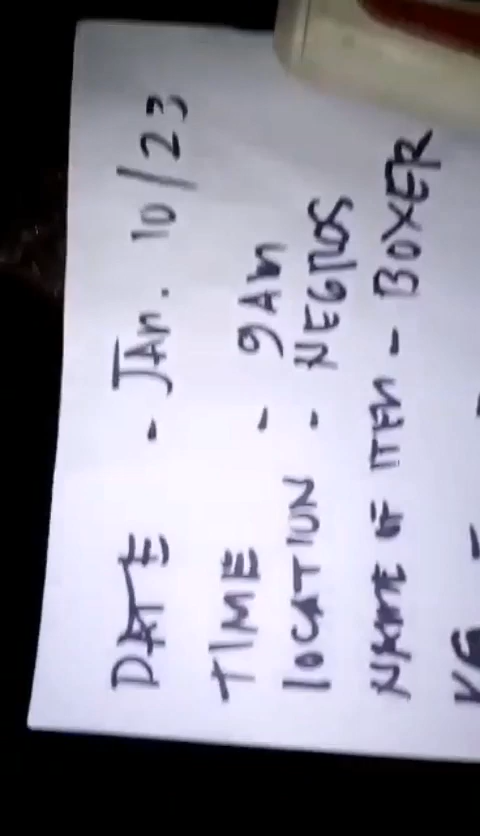 DATE - JAN. 10/23
TIME - 9AM
LOCATION - NEGROS
NAME OF ITEM - BOXER